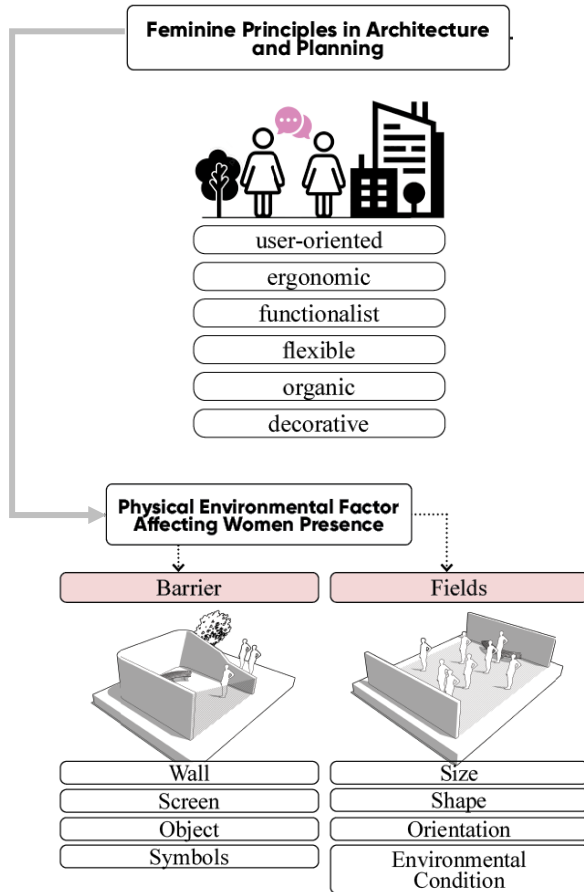 Feminine Principles in Architecture
and Planning
user-oriented
ergonomic
functionalist
flexible
organic
decorative
Physical Environmental Factor
Affecting Women Presence
Barrier
Fields
Wall
Screen
Object
Symbols
Size
Shape
Orientation
Environmental
Condition